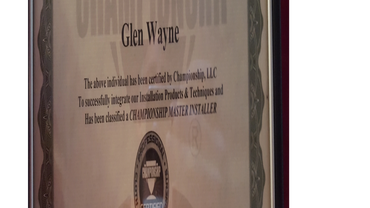 CHAMPIONSHIP
Glen Wayne
The above individual has been certified by Championship, LLC
To successfully integrate our Installation Products & Techniques and
Has been classified a CHAMPIONSHIP MASTER INSTALLER